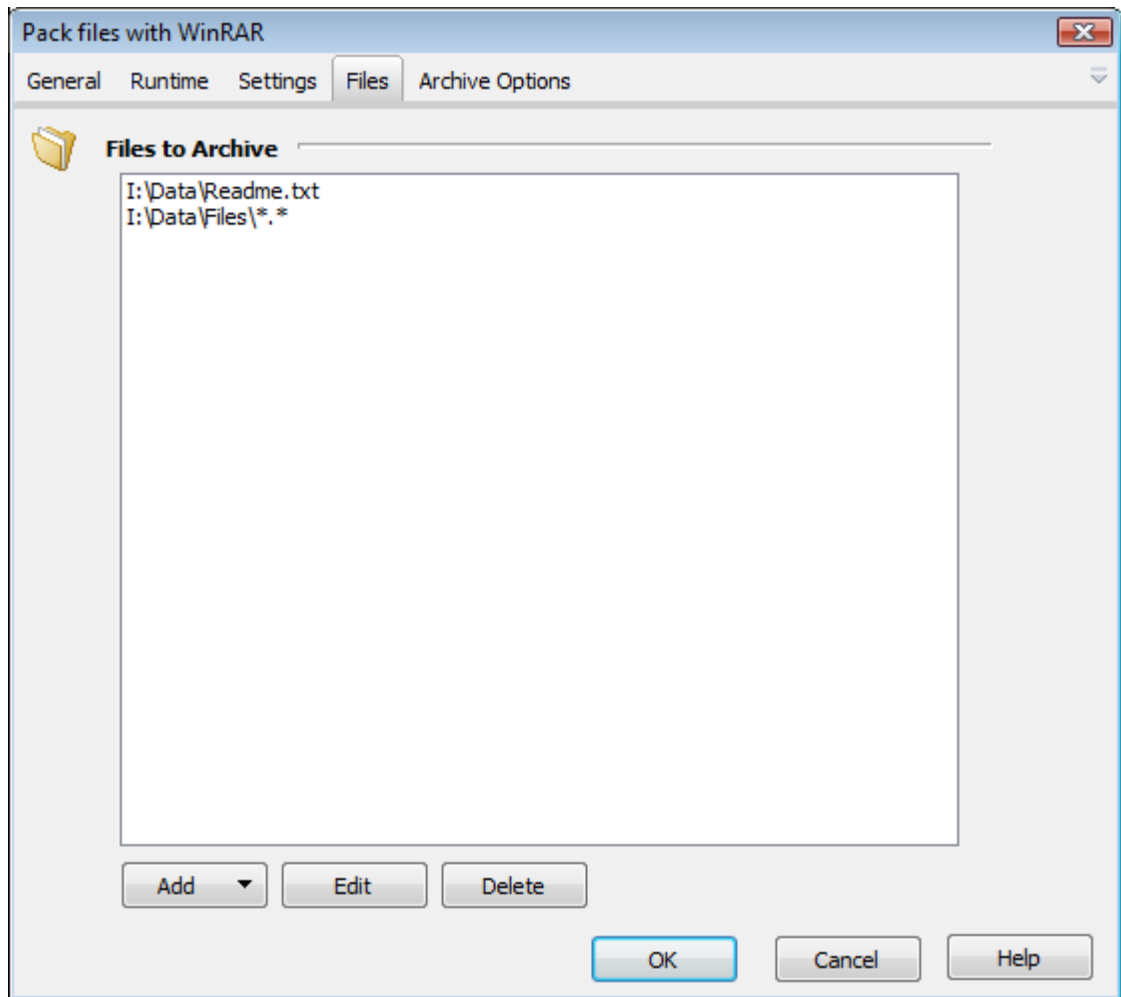 Pack files with WinRAR
General Runtime Settings Files Archive Options
Files to Archive
I:\Data\Readme.txt
I:\Data\Files\*.*
Add Edit Delete
OK Cancel Help